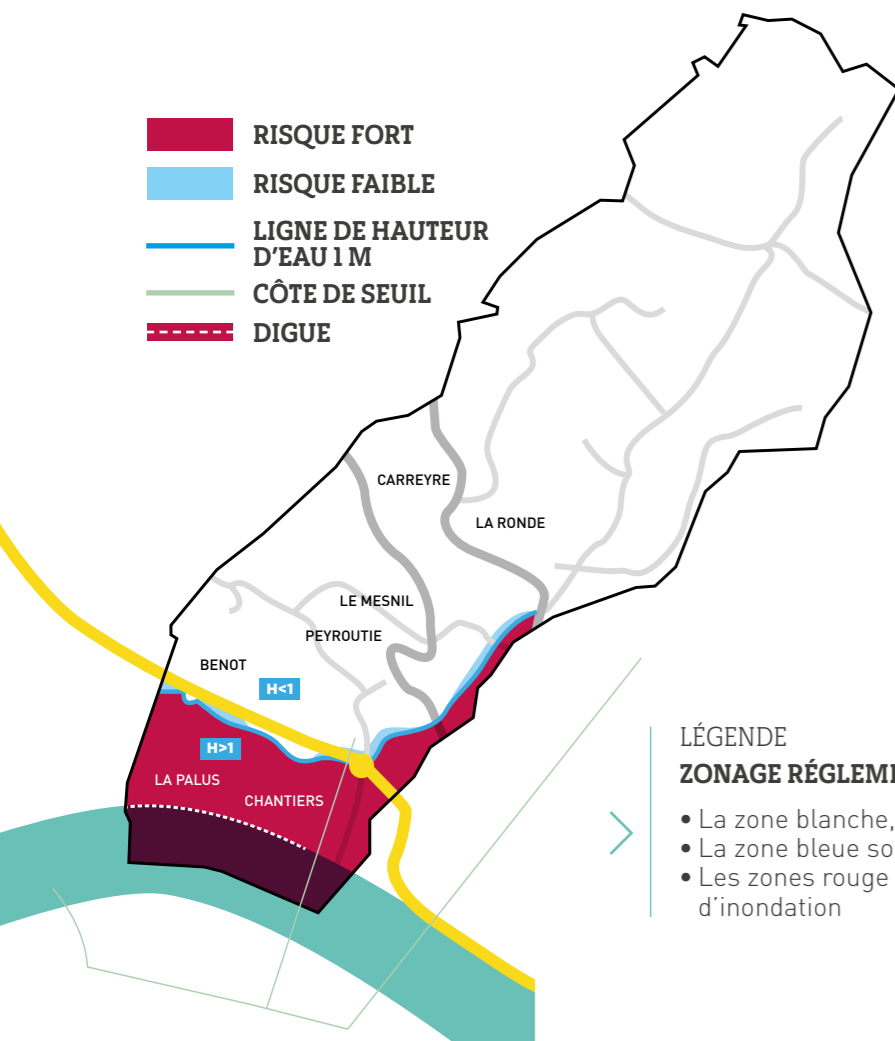 RISQUE FORT
RISQUE FAIBLE
LIGNE DE HAUTEUR
D'EAU 1 M
CÔTE DE SEUIL
DIGUE
CARREYRE
LA RONDE
LE MESNIL
PEYROUTIE
BENOT
H<1
H>1
LA PALUS
CHANTIERS
LÉGENDE
ZONAGE
• La zone blanche,
• La zone bleue
• Les zones rouge
d'inondation